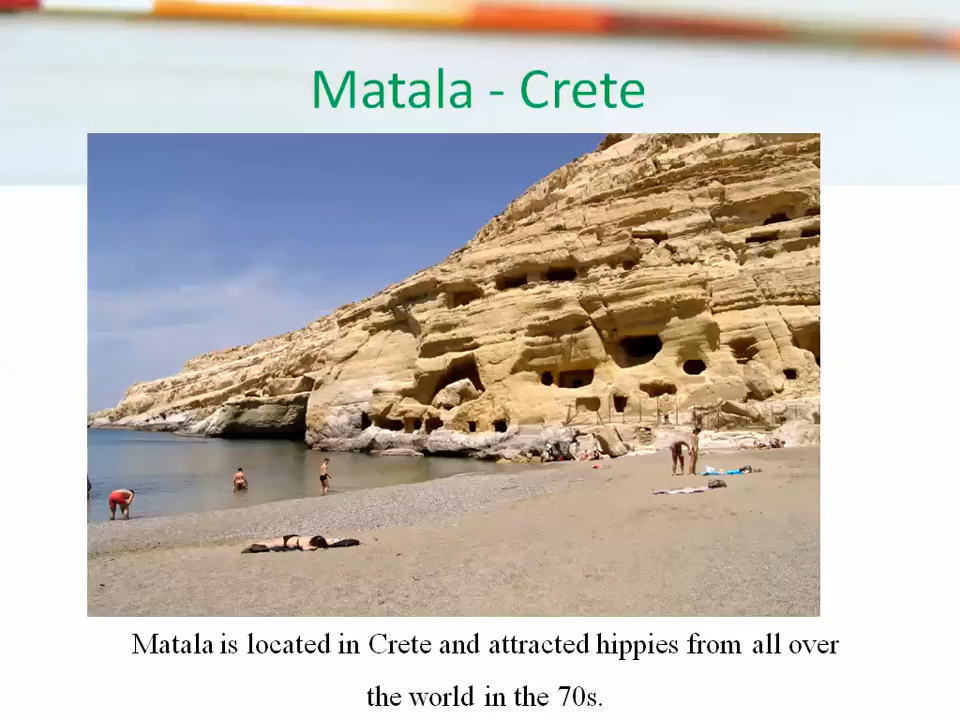 Matala - Crete
Matala is located in Crete and attracted hippies from all over
the world in the 70s.